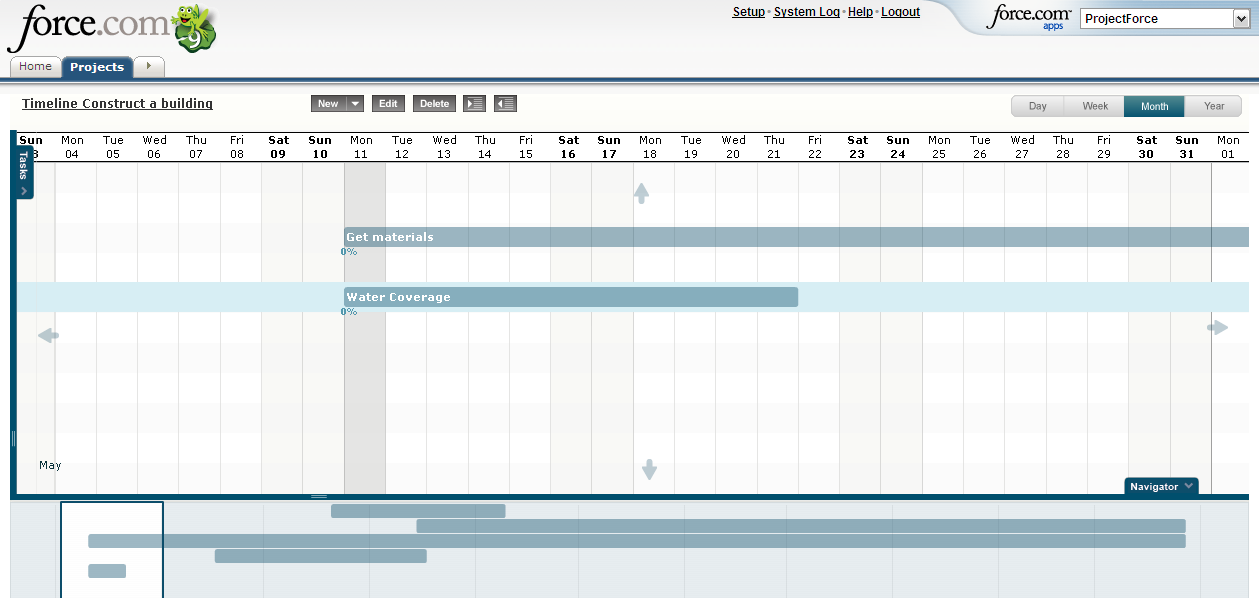 force.com 9
Setup · System Log · Help · Logout
force.com apps ProjectForce
Home Projects
Timeline Construct a building New Edit Delete Day Week Month Year
Sun Mon Tue Wed Thu Fri Sat Sun Mon Tue Wed Thu Fri Sat Sun Mon Tue Wed Thu Fri Sat Sun Mon Tue Wed Thu Fri Sat Sun Mon
3 04 05 06 07 08 09 10 11 12 13 14 15 16 17 18 19 20 21 22 23 24 25 26 27 28 29 30 31 01
Tasks
Get materials
0%
Water Coverage
0%
May
Navigator